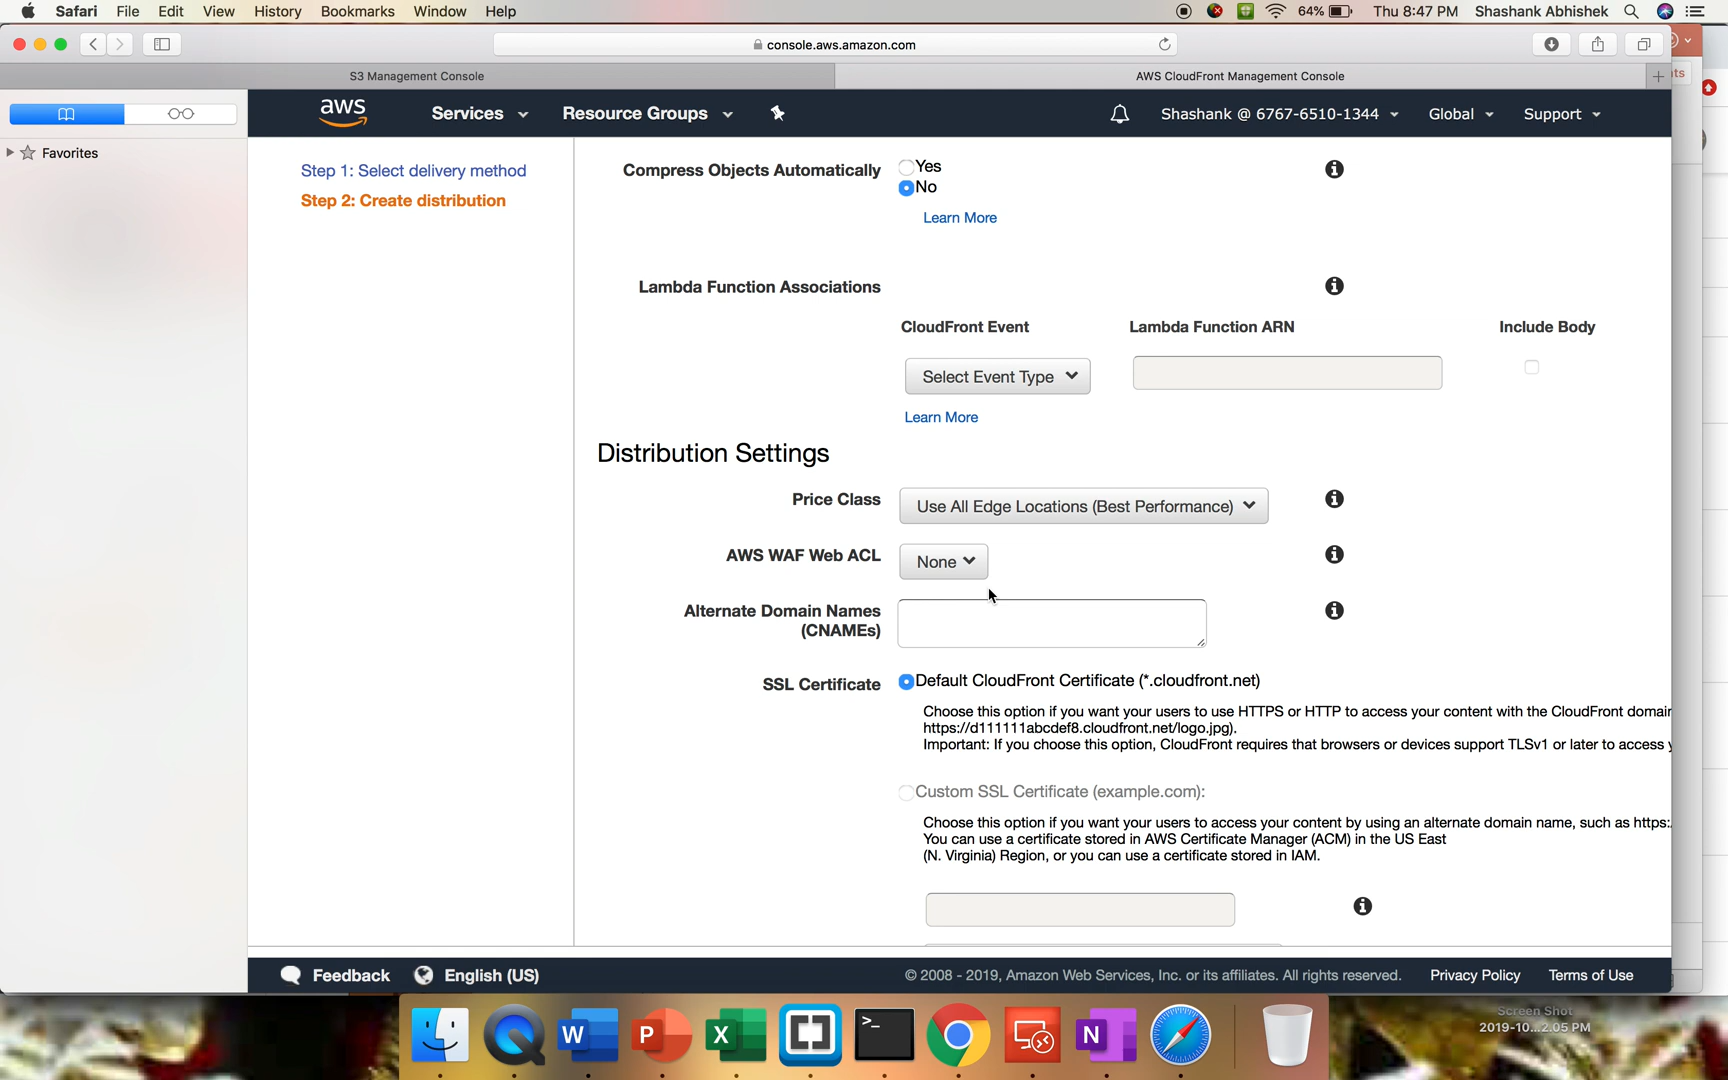 Safari File Edit View History Bookmarks Window Help 64% Thu 8:47 PM Shashank Abhishek
console.aws.amazon.com
S3 Management Console AWS CloudFront Management Console
aws Services Resource Groups Shashank @ 6767-6510-1344 Global Support
Favorites
Step 1: Select delivery method
Step 2: Create distribution
Compress Objects Automatically Yes
No
Learn More
Lambda Function Associations
CloudFront Event Lambda Function ARN Include Body
Select Event Type
Learn More
Distribution Settings
Price Class Use All Edge Locations (Best Performance)
AWS WAF Web ACL None
Alternate Domain Names
(CNAMEs)
SSL Certificate Default CloudFront Certificate (*.cloudfront.net)
Choose this option if you want your users to use HTTPS or HTTP to access your content with the CloudFront domain
https://d111111abcdef8.cloudfront.net/logo.jpg).
Important: If you choose this option, CloudFront requires that browsers or devices support TLSv1 or later to access
Custom SSL Certificate (example.com):
Choose this option if you want your users to access your content by using an alternate domain name, such as https:
You can use a certificate stored in AWS Certificate Manager (ACM) in the US East
(N. Virginia) Region, or you can use a certificate stored in IAM.
Feedback English (US) © 2008 - 2019, Amazon Web Services, Inc. or its affiliates. All rights reserved. Privacy Policy Terms of Use
W P X >_ N
Screen Shot
2019-10...2.05 PM